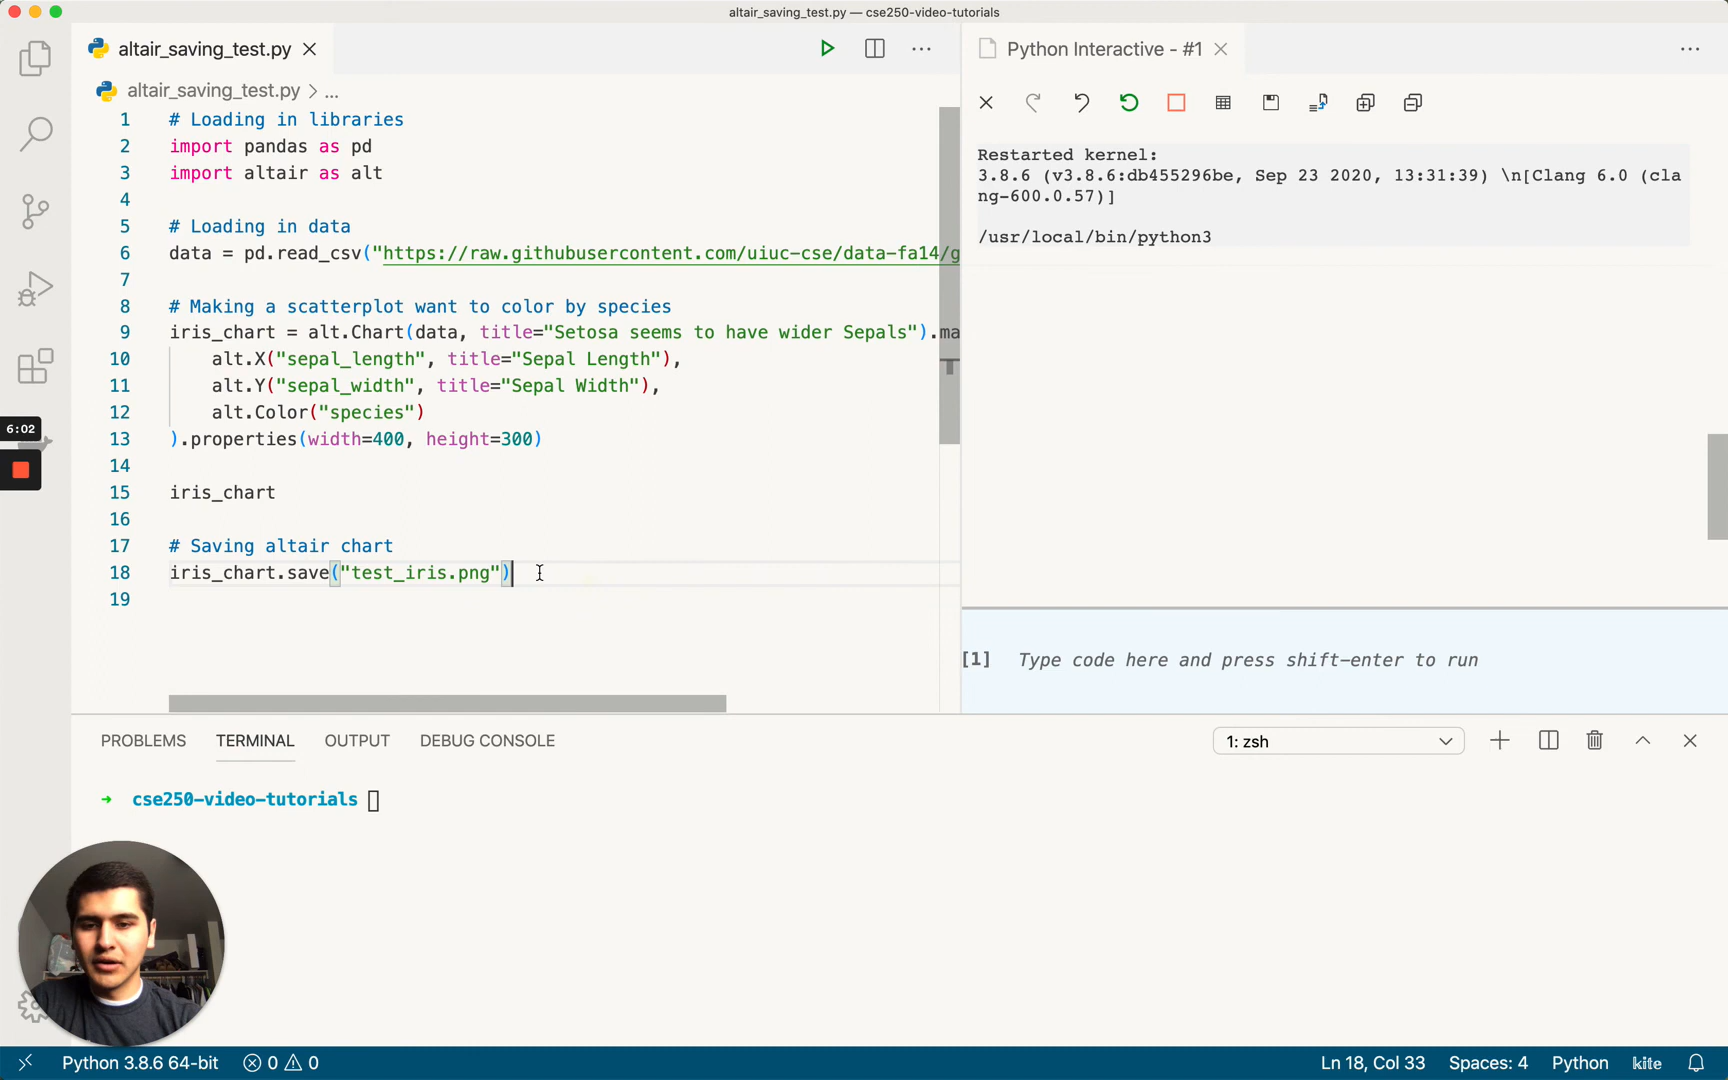 altair_saving_test.py — cse250-video-tutorials
altair_saving_test.py
Python Interactive - #1
altair_saving_test.py > ...
1 # Loading in libraries
2 import pandas as pd
3 import altair as alt
4
5 # Loading in data
6 data = pd.read_csv("https://raw.githubusercontent.com/uiuc-cse/data-fa14/g
7
8 # Making a scatterplot want to color by species
9 iris_chart = alt.Chart(data, title="Setosa seems to have wider Sepals").ma
10 alt.X("sepal_length", title="Sepal Length"),
11 alt.Y("sepal_width", title="Sepal Width"),
12 alt.Color("species")
13 ).properties(width=400, height=300)
14
15 iris_chart
16
17 # Saving altair chart
18 iris_chart.save("test_iris.png")
19
Restarted kernel:
3.8.6 (v3.8.6:db455296be, Sep 23 2020, 13:31:39) \n[Clang 6.0 (cla
ng-600.0.57)]
/usr/local/bin/python3
[1] Type code here and press shift-enter to run
6:02
PROBLEMS TERMINAL OUTPUT DEBUG CONSOLE
1: zsh
→ cse250-video-tutorials
Python 3.8.6 64-bit 0 0 Ln 18, Col 33 Spaces: 4 Python kite